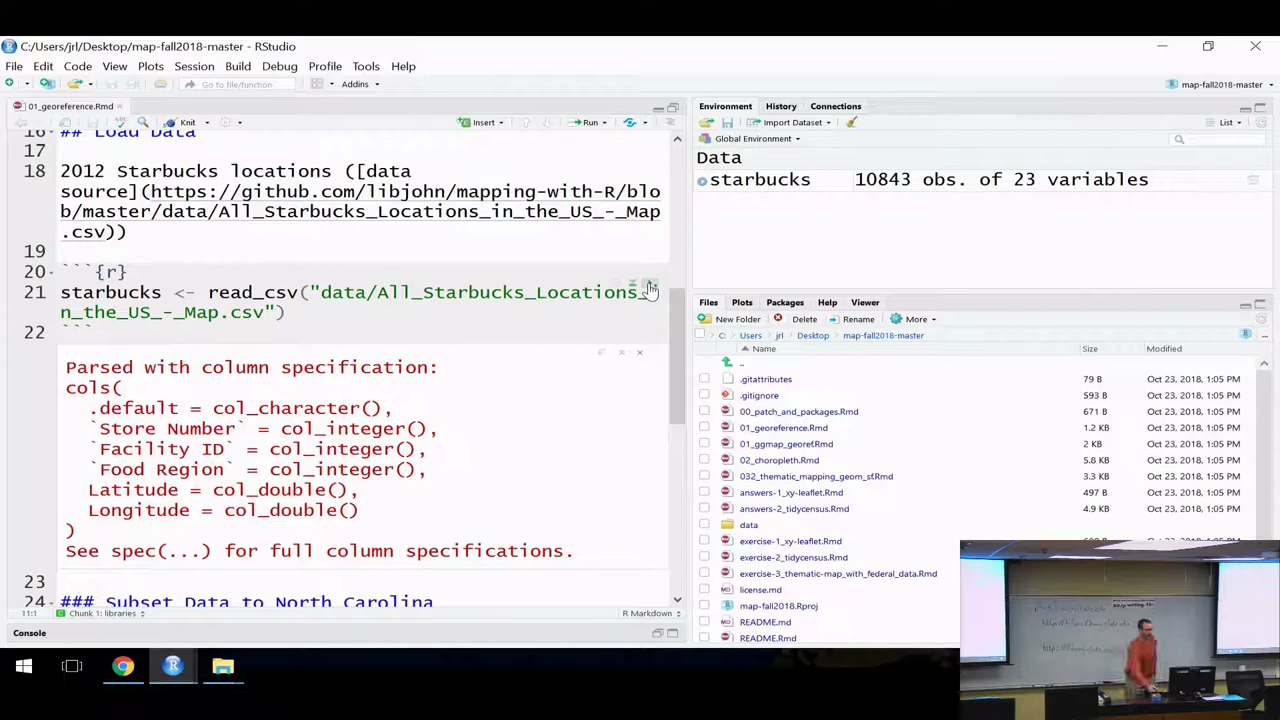 C:/Users/jrl/Desktop/map-fall2018-master - RStudio
File Edit Code View Plots Session Build Debug Profile Tools Help
Go to file/function Addins map-fall2018-master
01_georeference.Rmd
Knit Insert Run
16 ## Load Data
17
18 2012 Starbucks locations ([data
source](https://github.com/libjohn/mapping-with-R/blo
b/master/data/All_Starbucks_Locations_in_the_US_-_Map
.csv))
19
20 ```{r}
21 starbucks <- read_csv("data/All_Starbucks_Locations_
n_the_US_-_Map.csv")
22 ```
Parsed with column specification:
cols(
.default = col_character(),
`Store Number` = col_integer(),
`Facility ID` = col_integer(),
`Food Region` = col_integer(),
Latitude = col_double(),
Longitude = col_double()
)
See spec(...) for full column specifications.
23
24 ### Subset Data to North Carolina
11:1 Chunk 1: libraries R Markdown
Console
Environment History Connections
Import Dataset List
Global Environment
Data
starbucks 10843 obs. of 23 variables
Files Plots Packages Help Viewer
New Folder Delete Rename More
C: Users jrl Desktop map-fall2018-master ...
Name Size Modified
..
.gitattributes 79 B Oct 23, 2018, 1:05 PM
.gitignore 593 B Oct 23, 2018, 1:05 PM
00_patch_and_packages.Rmd 671 B Oct 23, 2018, 1:05 PM
01_georeference.Rmd 1.2 KB Oct 23, 2018, 1:05 PM
01_ggmap_georef.Rmd 2 KB Oct 23, 2018, 1:05 PM
02_choropleth.Rmd 5.8 KB Oct 23, 2018, 1:05 PM
032_thematic_mapping_geom_sf.Rmd 3.3 KB Oct 23, 2018, 1:05 PM
answers-1_xy-leaflet.Rmd 497 B Oct 23, 2018, 1:05 PM
answers-2_tidycensus.Rmd 4.9 KB Oct 23, 2018, 1:05 PM
data
exercise-1_xy-leaflet.Rmd
exercise-2_tidycensus.Rmd
exercise-3_thematic-map_with_federal_data.Rmd
license.md
map-fall2018.Rproj
README.md
README.Rmd